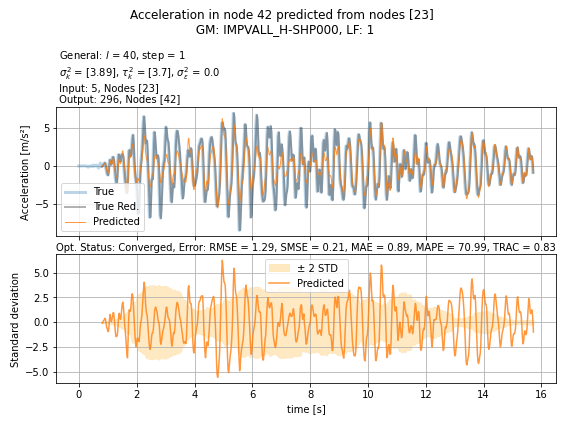 Acceleration in node 42 predicted from nodes [23]
GM: IMPVALL_H-SHP000, LF: 1
General: l = 40, step = 1
σ²ₖ = [3.89], τ²ₖ = [3.7], σ²ε = 0.0
Input: 5, Nodes [23]
Output: 296, Nodes [42]
Acceleration [m/s²]
5
0
−5
True
True Red.
Predicted
Opt. Status: Converged, Error: RMSE = 1.29, SMSE = 0.21, MAE = 0.89, MAPE = 70.99, TRAC = 0.83
Standard deviation
5.0
2.5
0.0
−2.5
−5.0
± 2 STD
Predicted
0 2 4 6 8 10 12 14 16
time [s]